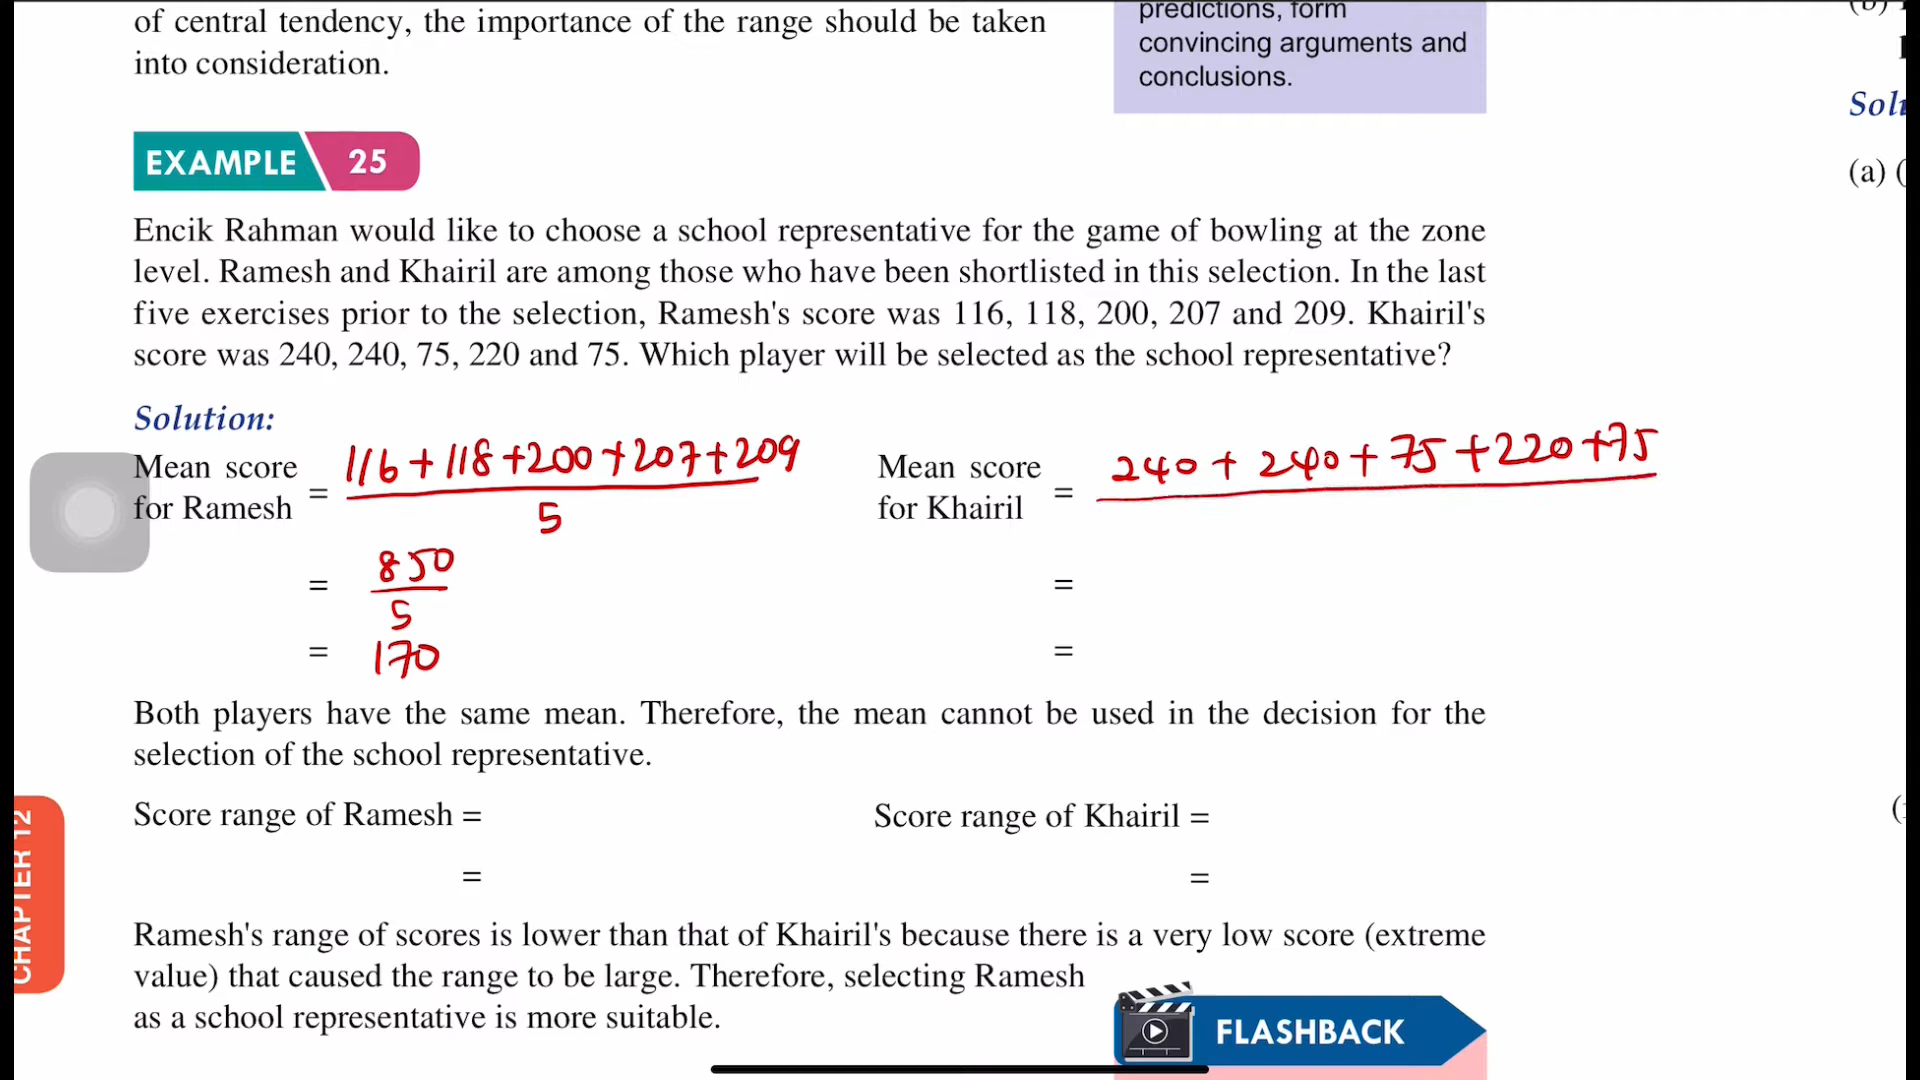 of central tendency, the importance of the range should be taken
into consideration.
predictions, form
convincing arguments and
conclusions.
EXAMPLE 25
Encik Rahman would like to choose a school representative for the game of bowling at the zone
level. Ramesh and Khairil are among those who have been shortlisted in this selection. In the last
five exercises prior to the selection, Ramesh's score was 116, 118, 200, 207 and 209. Khairil's
score was 240, 240, 75, 220 and 75. Which player will be selected as the school representative?
Solution:
Mean score
for Ramesh
= 116+118+200+207+209
5
= 850
5
= 170
Mean score
for Khairil
= 240+240+75+220+75
=
=
Both players have the same mean. Therefore, the mean cannot be used in the decision for the
selection of the school representative.
Score range of Ramesh =
=
Score range of Khairil =
=
Ramesh's range of scores is lower than that of Khairil's because there is a very low score (extreme
value) that caused the range to be large. Therefore, selecting Ramesh
as a school representative is more suitable.
FLASHBACK
CHAPTER 12
(a) (